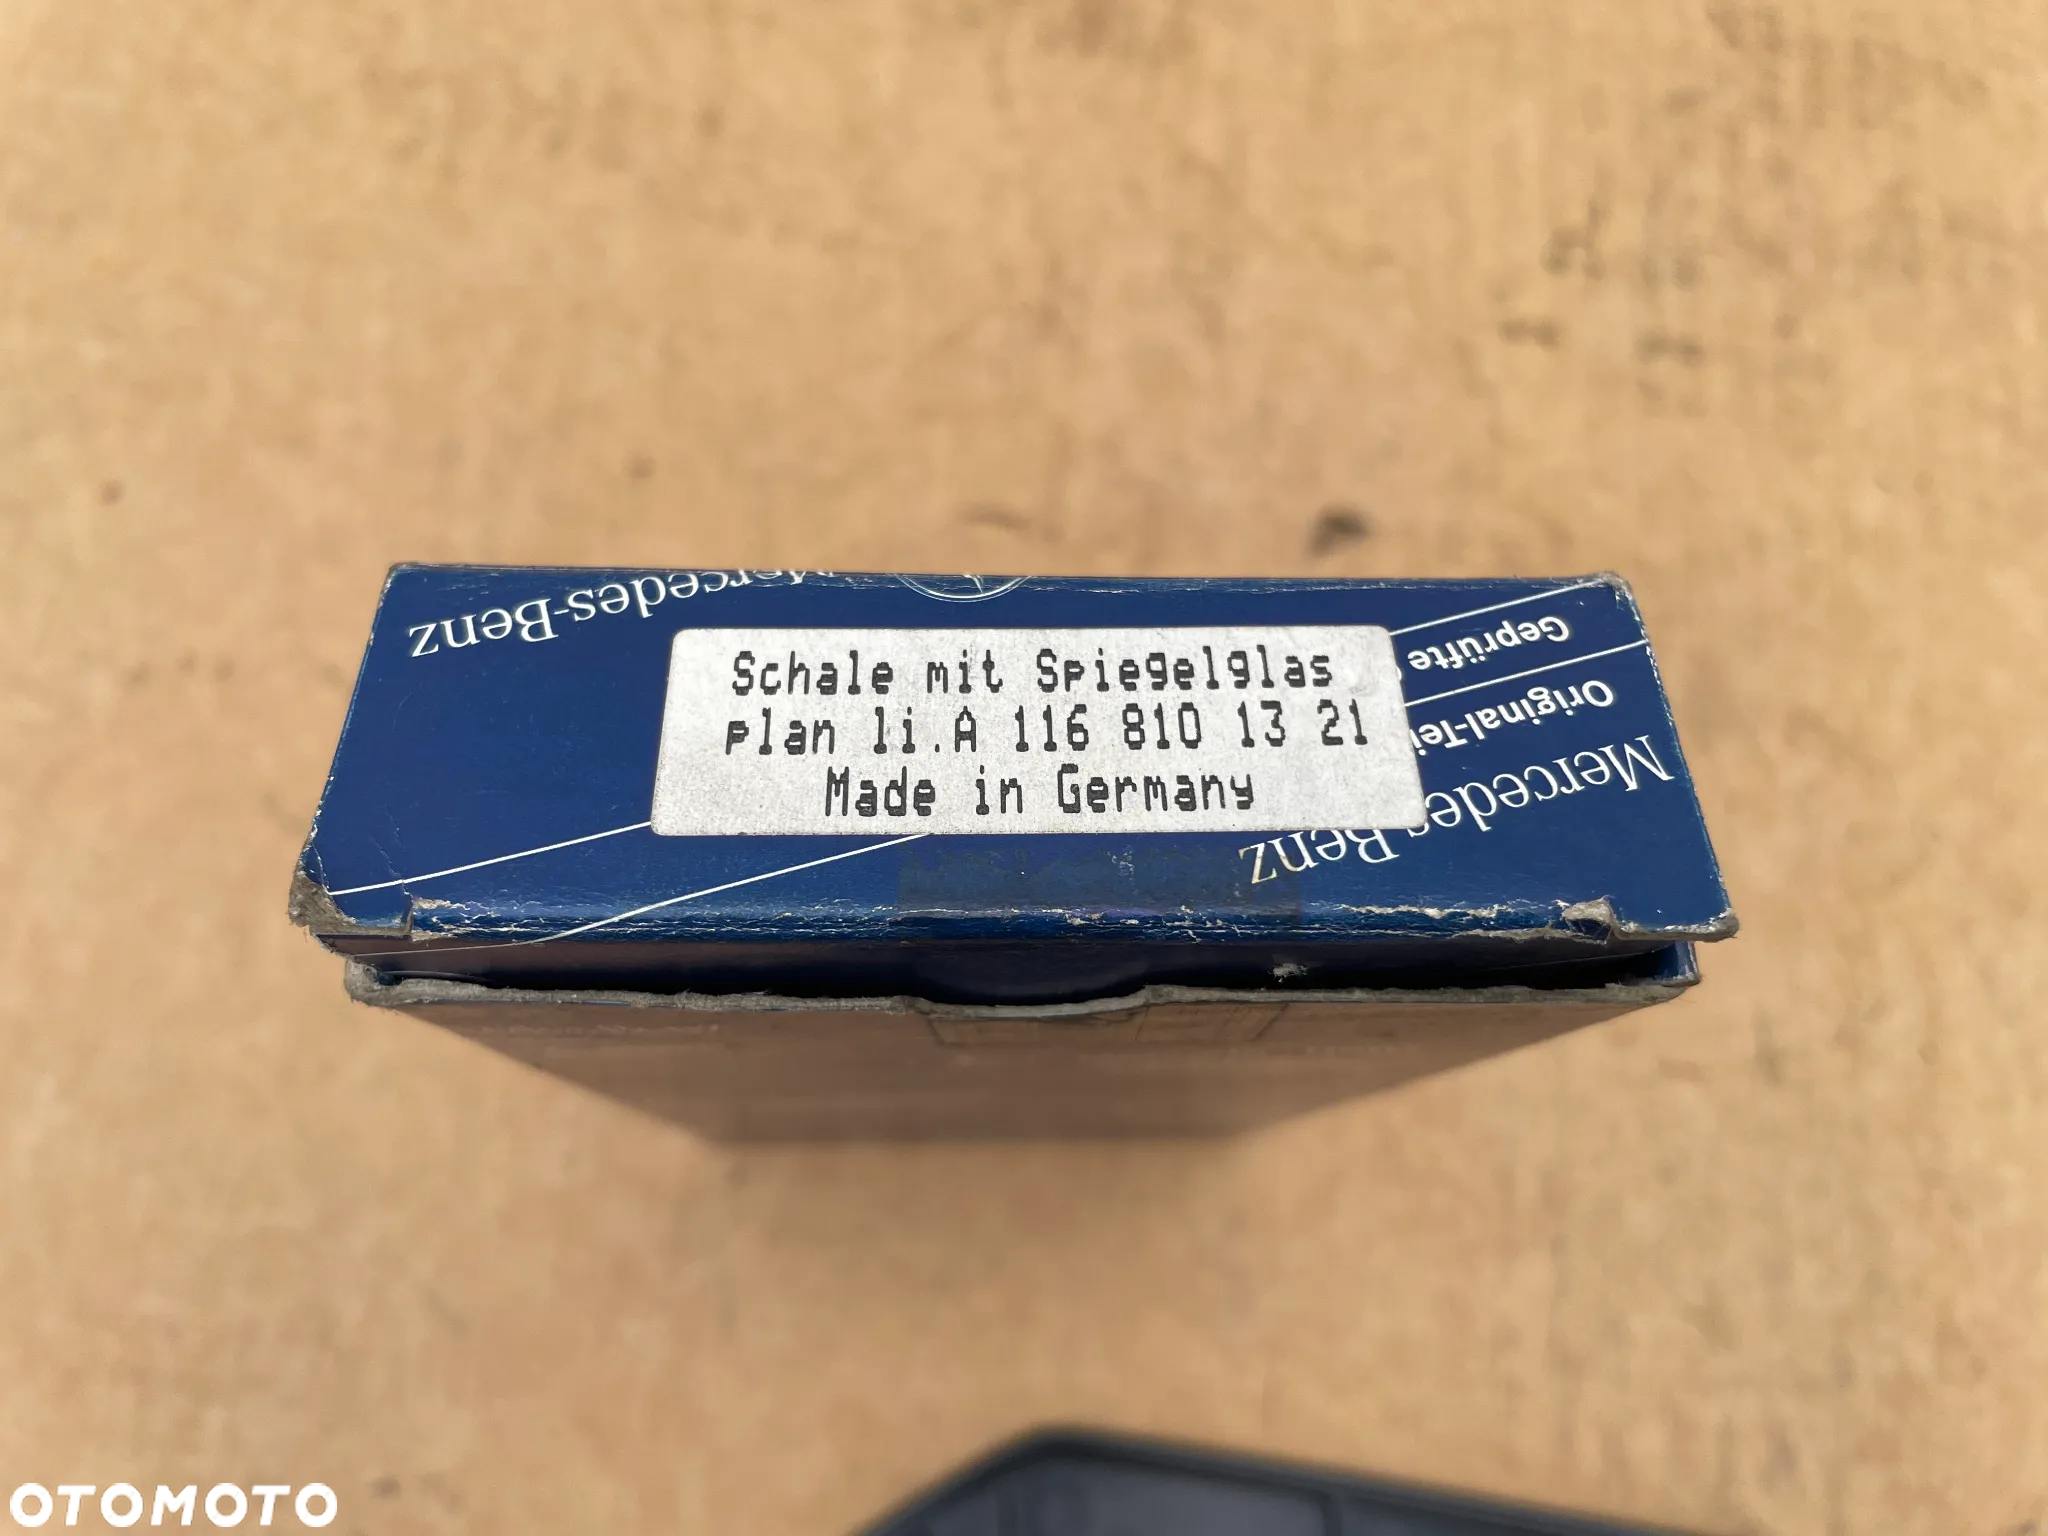 Mercedes-Benz
Geprüfte
Original-Teil
Mercedes-Benz
Schale mit Spiegelglas
plan li.A 116 810 13 21
Made in Germany
OTOMOTO